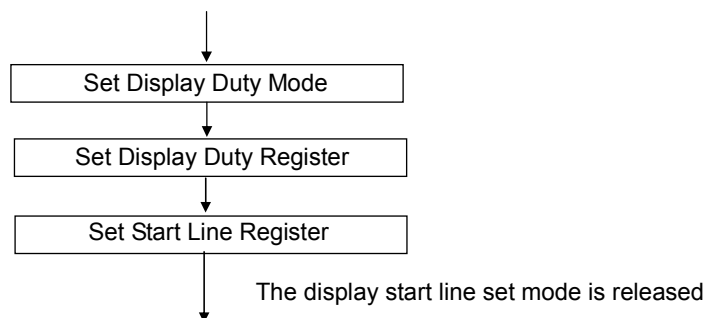 Set Display Duty Mode
Set Display Duty Register
Set Start Line Register
The display start line set mode is released